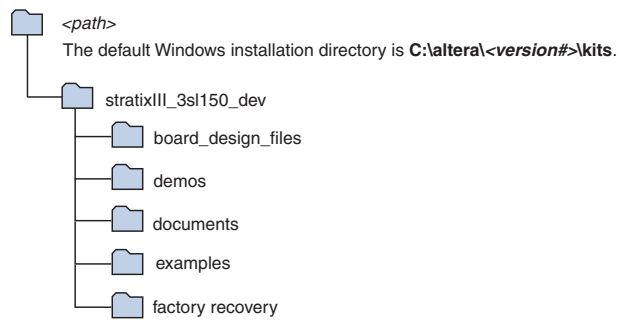 <path>
The default Windows installation directory is C:\altera\<version#>\kits.
stratixIII_3sl150_dev
board_design_files
demos
documents
examples
factory recovery